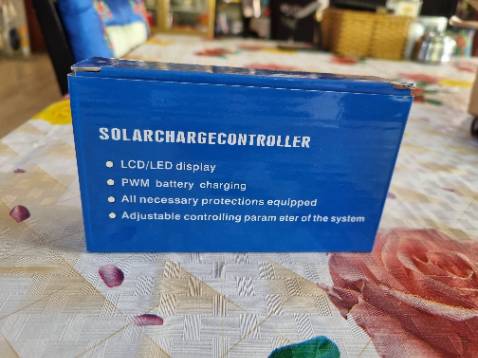 SOLARCHARGECONTROLLER
● LCD/LED display
● PWM battery charging
● All necessary protections equipped
● Adjustable controlling param eter of the system